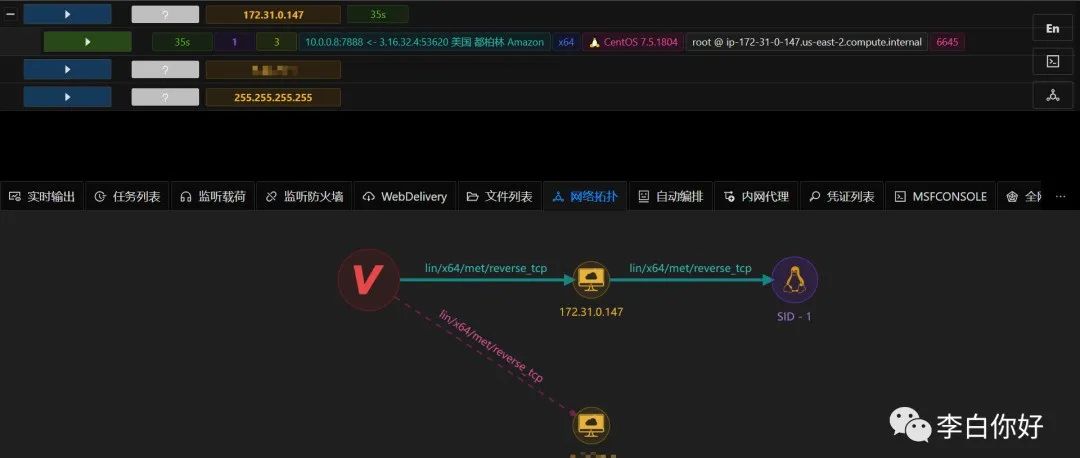 ? 172.31.0.147 35s
En
35s 1 3 10.0.0.8:7888 <- 3.16.32.4:53620 美国 都柏林 Amazon x64 CentOS 7.5.1804 root @ ip-172-31-0-147.us-east-2.compute.internal 6645
?
? 255.255.255.255
实时输出 任务列表 监听载荷 监听防火墙 WebDelivery 文件列表 网络拓扑 自动编排 内网代理 凭证列表 MSFCONSOLE 全网 ...
V
lin/x64/met/reverse_tcp
lin/x64/met/reverse_tcp
172.31.0.147
SID - 1
lin/x64/met/reverse_tcp
李白你好